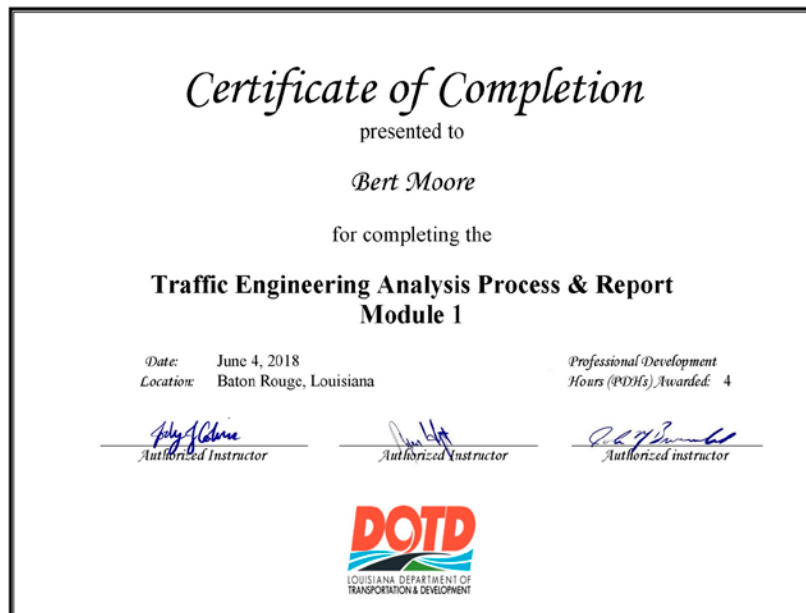 Certificate of Completion
presented to
Bert Moore
for completing the
Traffic Engineering Analysis Process & Report
Module 1
Date: June 4, 2018
Location: Baton Rouge, Louisiana
Professional Development
Hours (PDHs) Awarded: 4
Authorized Instructor
Authorized Instructor
Authorized instructor
DOTD
LOUISIANA DEPARTMENT OF
TRANSPORTATION & DEVELOPMENT